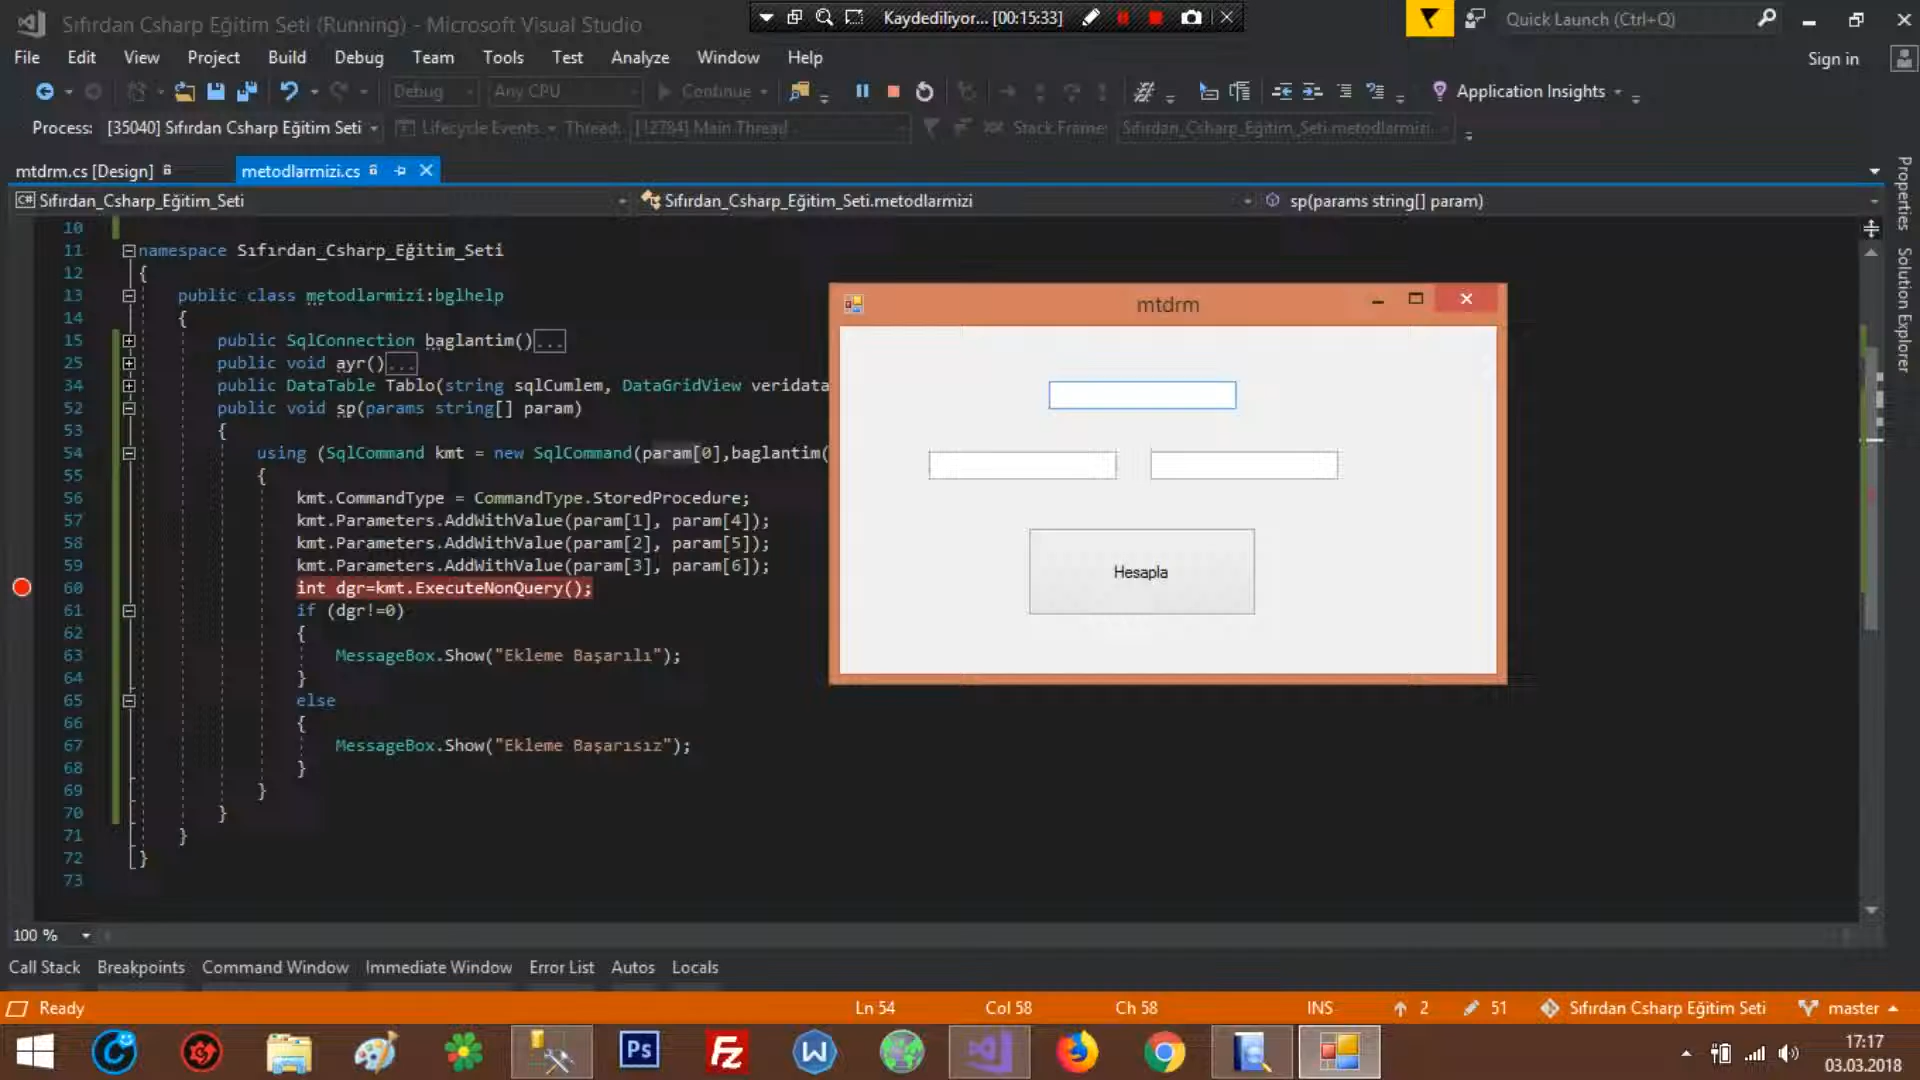 Sıfırdan Csharp Eğitim Seti (Running) - Microsoft Visual Studio
Kaydediliyor... [00:15:33]
Quick Launch (Ctrl+Q)
File Edit View Project Build Debug Team Tools Test Analyze Window Help
Sign in
Debug Any CPU Continue Application Insights
Process: [35040] Sıfırdan Csharp Eğitim Seti Lifecycle Events Thread: [12784] Main Thread Stack Frame: Sıfırdan_Csharp_Eğitim_Seti.metodlarmizi.
mtdrm.cs [Design] metodlarmizi.cs
Sıfırdan_Csharp_Eğitim_Seti Sıfırdan_Csharp_Eğitim_Seti.metodlarmizi sp(params string[] param)
Properties
Solution Explorer
10
11 namespace Sıfırdan_Csharp_Eğitim_Seti
12 {
13 public class metodlarmizi:bglhelp
14 {
15 public SqlConnection baglantim()...
25 public void ayr()...
34 public DataTable Tablo(string sqlCumlem, DataGridView veridata
52 public void sp(params string[] param)
53 {
54 using (SqlCommand kmt = new SqlCommand(param[0],baglantim(
55 {
56 kmt.CommandType = CommandType.StoredProcedure;
57 kmt.Parameters.AddWithValue(param[1], param[4]);
58 kmt.Parameters.AddWithValue(param[2], param[5]);
59 kmt.Parameters.AddWithValue(param[3], param[6]);
60 int dgr=kmt.ExecuteNonQuery();
61 if (dgr!=0)
62 {
63 MessageBox.Show("Ekleme Başarılı");
64 }
65 else
66 {
67 MessageBox.Show("Ekleme Başarısız");
68 }
69 }
70 }
71 }
72 }
73
mtdrm
Hesapla
100 %
Call Stack Breakpoints Command Window Immediate Window Error List Autos Locals
Ready Ln 54 Col 58 Ch 58 INS 2 51 Sıfırdan Csharp Eğitim Seti master
Ps Fz W
17:17
03.03.2018